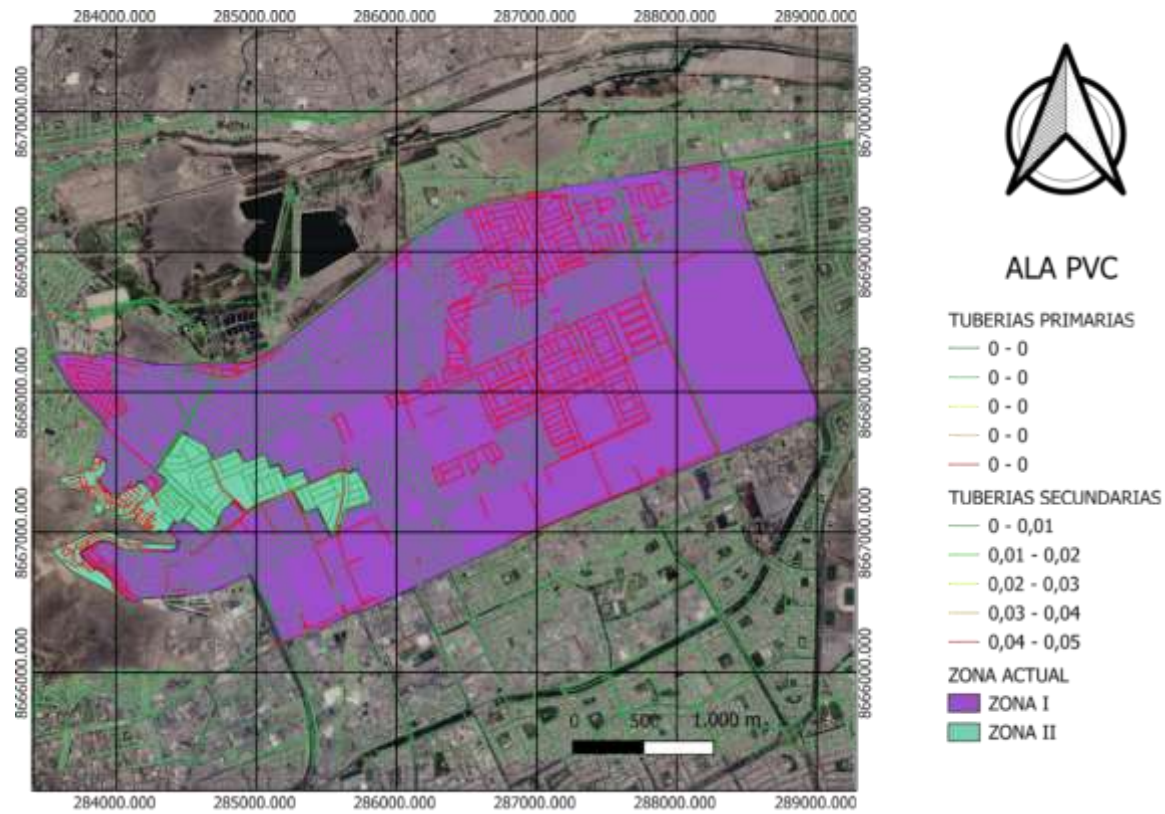 284000.000 285000.000 286000.000 287000.000 288000.000 289000.000
8670000.000 8670000.000
8669000.000 8669000.000
8668000.000 8668000.000
8667000.000 8667000.000
8666000.000 8666000.000
0 500 1.000 m
284000.000 285000.000 286000.000 287000.000 288000.000 289000.000
ALA PVC
TUBERIAS PRIMARIAS
0 - 0
0 - 0
0 - 0
0 - 0
0 - 0
TUBERIAS SECUNDARIAS
0 - 0,01
0,01 - 0,02
0,02 - 0,03
0,03 - 0,04
0,04 - 0,05
ZONA ACTUAL
ZONA I
ZONA II